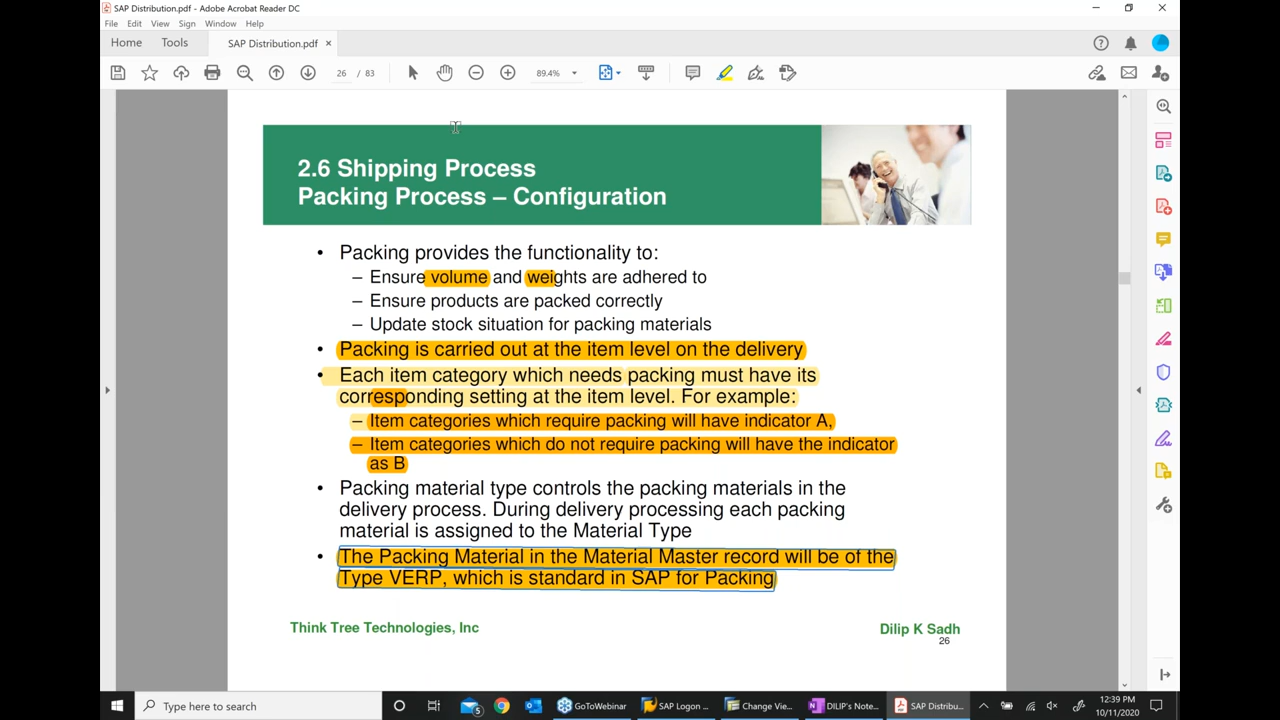 SAP Distribution.pdf - Adobe Acrobat Reader DC
File Edit View Sign Window Help
Home Tools SAP Distribution.pdf ×
26 / 83 89.4%
2.6 Shipping Process
Packing Process – Configuration
• Packing provides the functionality to:
– Ensure volume and weights are adhered to
– Ensure products are packed correctly
– Update stock situation for packing materials
• Packing is carried out at the item level on the delivery
• Each item category which needs packing must have its
corresponding setting at the item level. For example:
– Item categories which require packing will have indicator A,
– Item categories which do not require packing will have the indicator
as B
• Packing material type controls the packing materials in the
delivery process. During delivery processing each packing
material is assigned to the Material Type
• The Packing Material in the Material Master record will be of the
Type VERP, which is standard in SAP for Packing
Think Tree Technologies, Inc
Dilip K Sadh
26
Type here to search
5
GoToWebinar
SAP Logon ...
Change Vie...
DILIP's Note...
SAP Distribu...
12:39 PM
10/11/2020